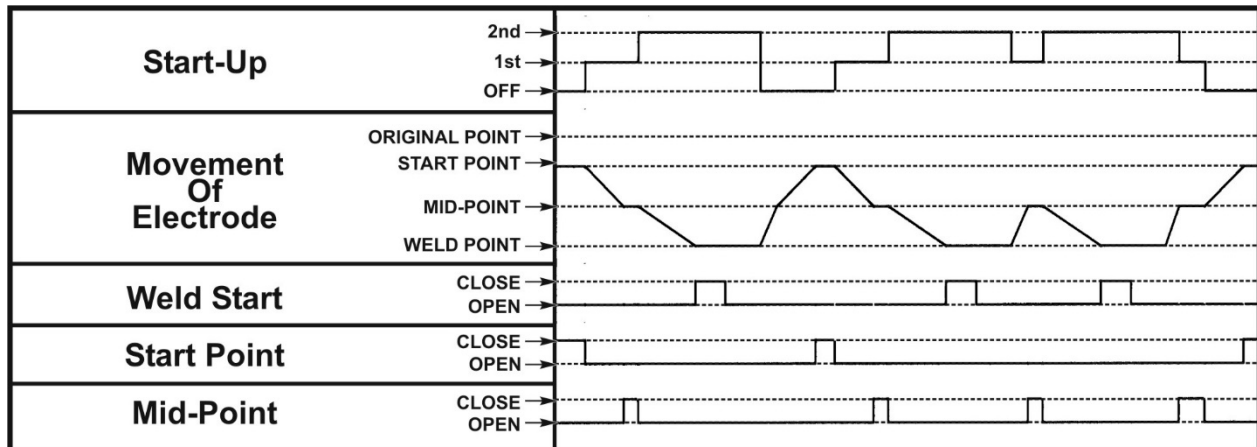 Start-Up
2nd
1st
OFF
Movement
Of
Electrode
ORIGINAL POINT
START POINT
MID-POINT
WELD POINT
Weld Start
CLOSE
OPEN
Start Point
CLOSE
OPEN
Mid-Point
CLOSE
OPEN